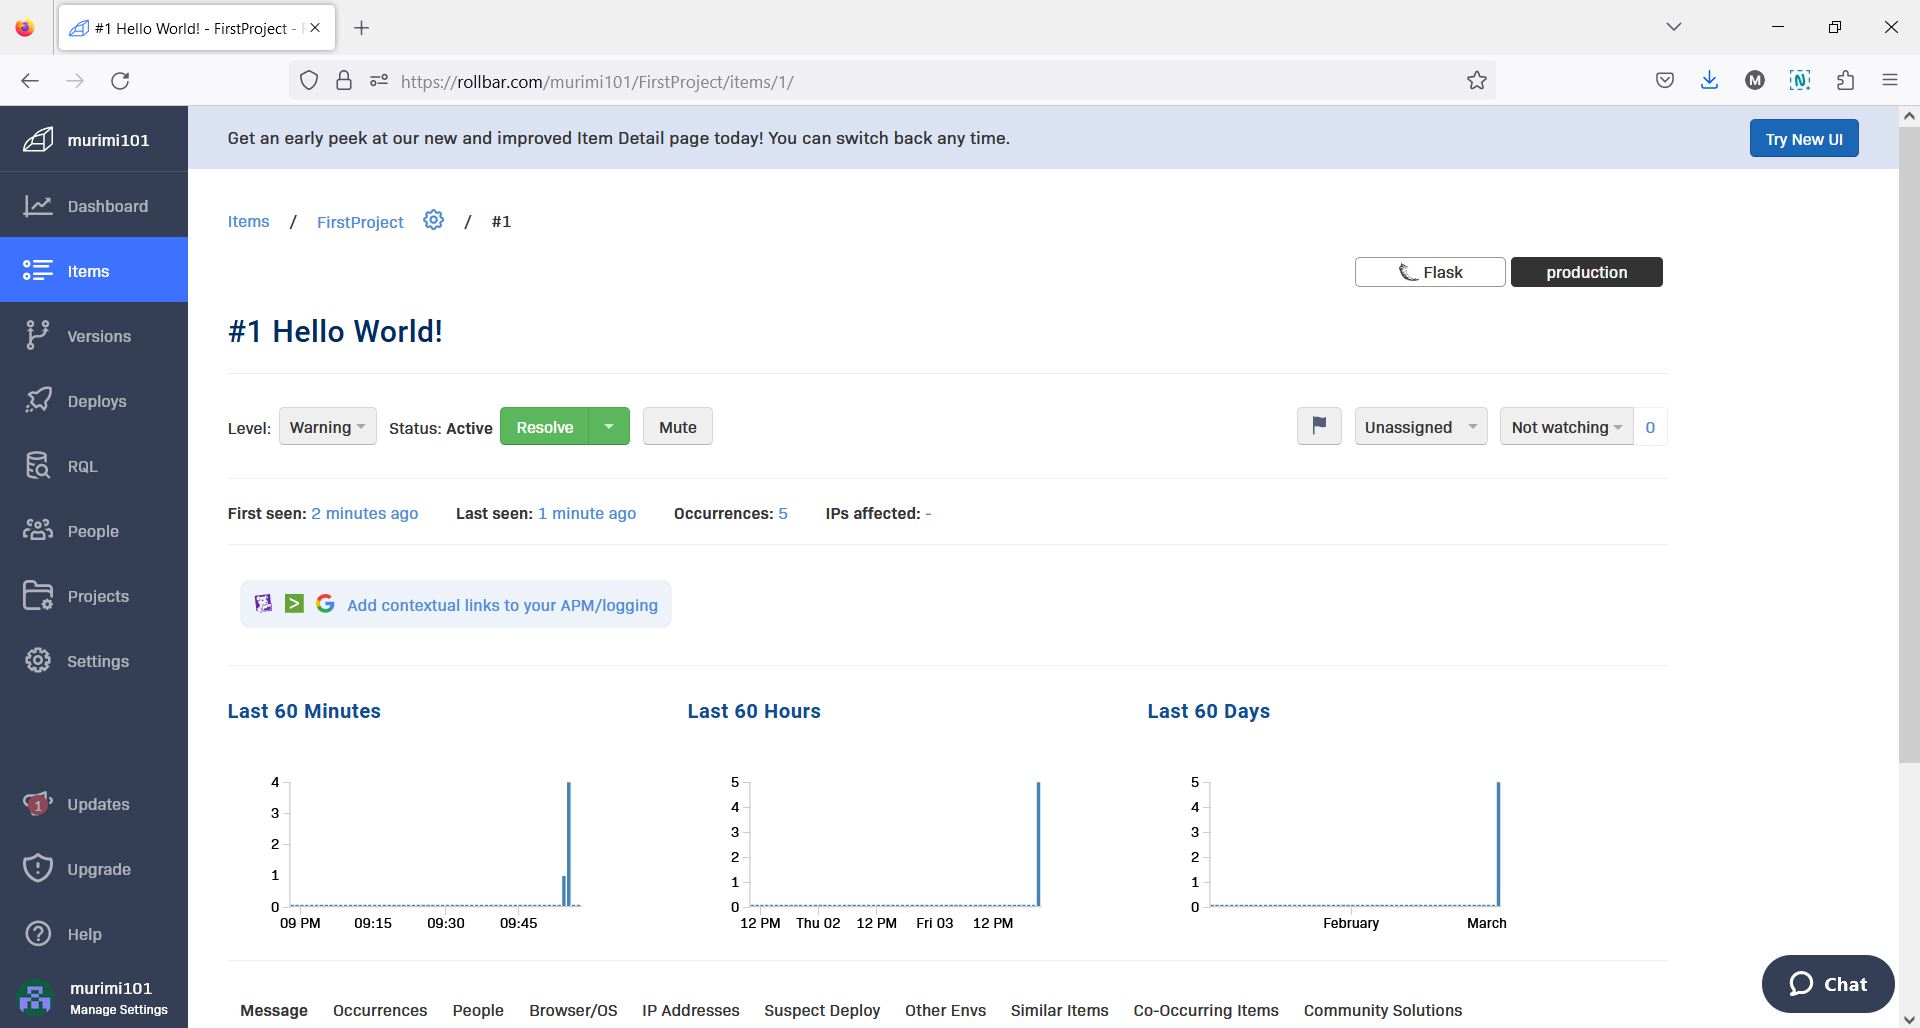 #1 Hello World! - FirstProject -
https://rollbar.com/murimi101/FirstProject/items/1/
M
N
murimi101
Dashboard
Items
Versions
Deploys
RQL
People
Projects
Settings
1
Updates
Upgrade
Help
murimi101
Manage Settings
Get an early peek at our new and improved Item Detail page today! You can switch back any time.
Try New UI
Items / FirstProject / #1
Flask
production
#1 Hello World!
Level: Warning Status: Active Resolve Mute
Unassigned Not watching 0
First seen: 2 minutes ago Last seen: 1 minute ago Occurrences: 5 IPs affected: -
Add contextual links to your APM/logging
Last 60 Minutes
4
3
2
1
0
09 PM 09:15 09:30 09:45
Last 60 Hours
5
4
3
2
1
0
12 PM Thu 02 12 PM Fri 03 12 PM
Last 60 Days
5
4
3
2
1
0
February March
Message Occurrences People Browser/OS IP Addresses Suspect Deploy Other Envs Similar Items Co-Occurring Items Community Solutions
Chat